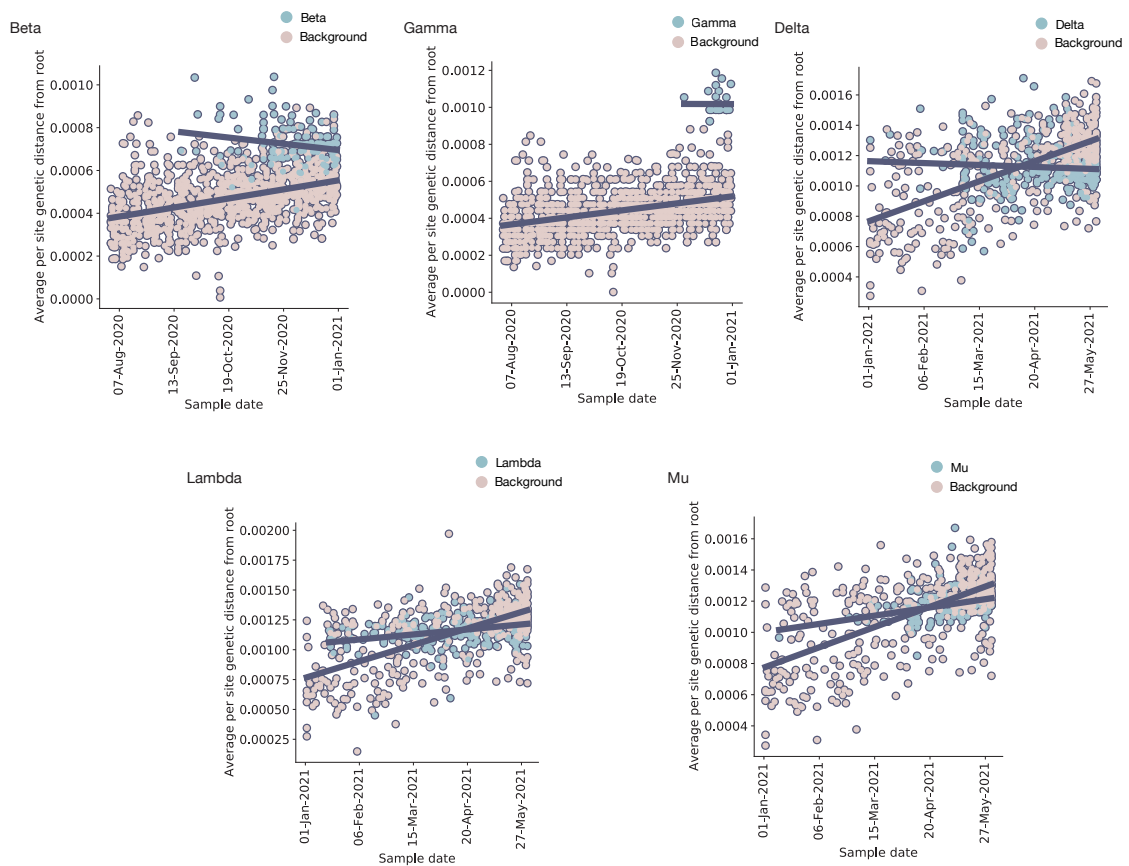 Beta
Beta
Background
Average per site genetic distance from root
0.0010
0.0008
0.0006
0.0004
0.0002
0.0000
07-Aug-2020
13-Sep-2020
19-Oct-2020
25-Nov-2020
01-Jan-2021
Sample date
Gamma
Gamma
Background
Average per site genetic distance from root
0.0012
0.0010
0.0008
0.0006
0.0004
0.0002
0.0000
07-Aug-2020
13-Sep-2020
19-Oct-2020
25-Nov-2020
01-Jan-2021
Sample date
Delta
Delta
Background
Average per site genetic distance from root
0.0016
0.0014
0.0012
0.0010
0.0008
0.0006
0.0004
01-Jan-2021
06-Feb-2021
15-Mar-2021
20-Apr-2021
27-May-2021
Sample date
Lambda
Lambda
Background
Average per site genetic distance from root
0.00200
0.00175
0.00150
0.00125
0.00100
0.00075
0.00050
0.00025
01-Jan-2021
06-Feb-2021
15-Mar-2021
20-Apr-2021
27-May-2021
Sample date
Mu
Mu
Background
Average per site genetic distance from root
0.0016
0.0014
0.0012
0.0010
0.0008
0.0006
0.0004
01-Jan-2021
06-Feb-2021
15-Mar-2021
20-Apr-2021
27-May-2021
Sample date